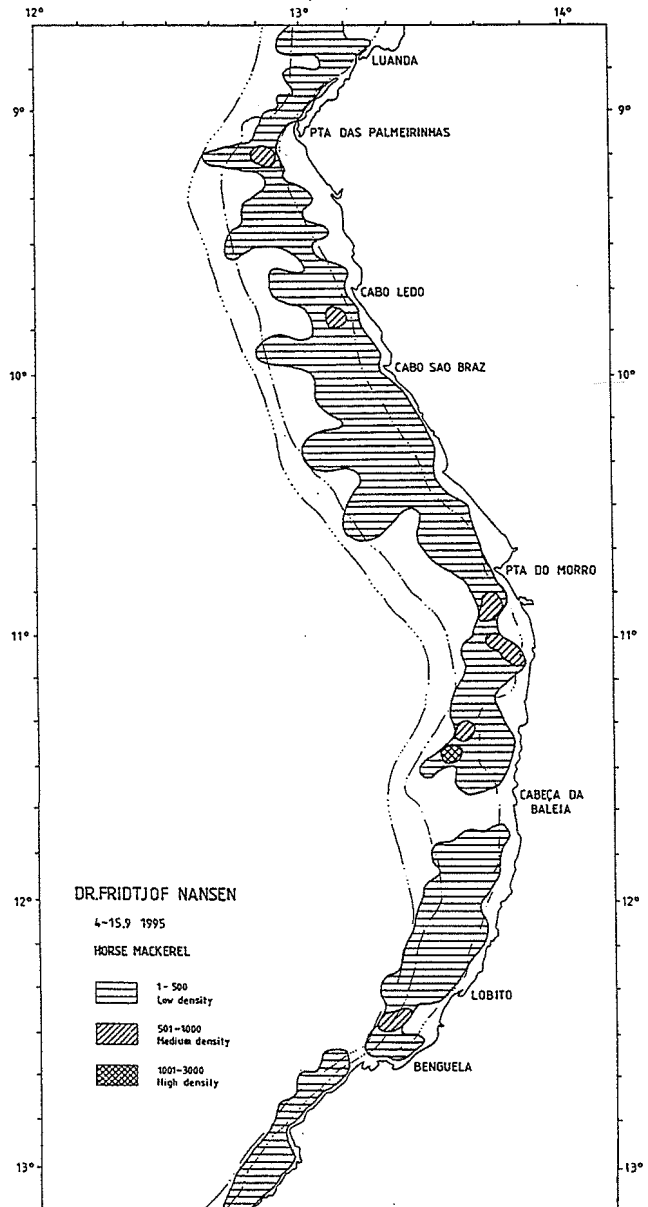 12°
13°
14°
LUANDA
9°
9°
PTA DAS PALMEIRINHAS
CABO LEDO
CABO SAO BRAZ
10°
10°
PTA DO MORRO
11°
11°
CABEÇA DA
BALEIA
DR.FRIDTJOF NANSEN
12°
12°
4-15.9 1995
HORSE MACKEREL
1-500
Low density
LOBITO
501-1000
Medium density
BENGUELA
1001-3000
High density
13°
13°